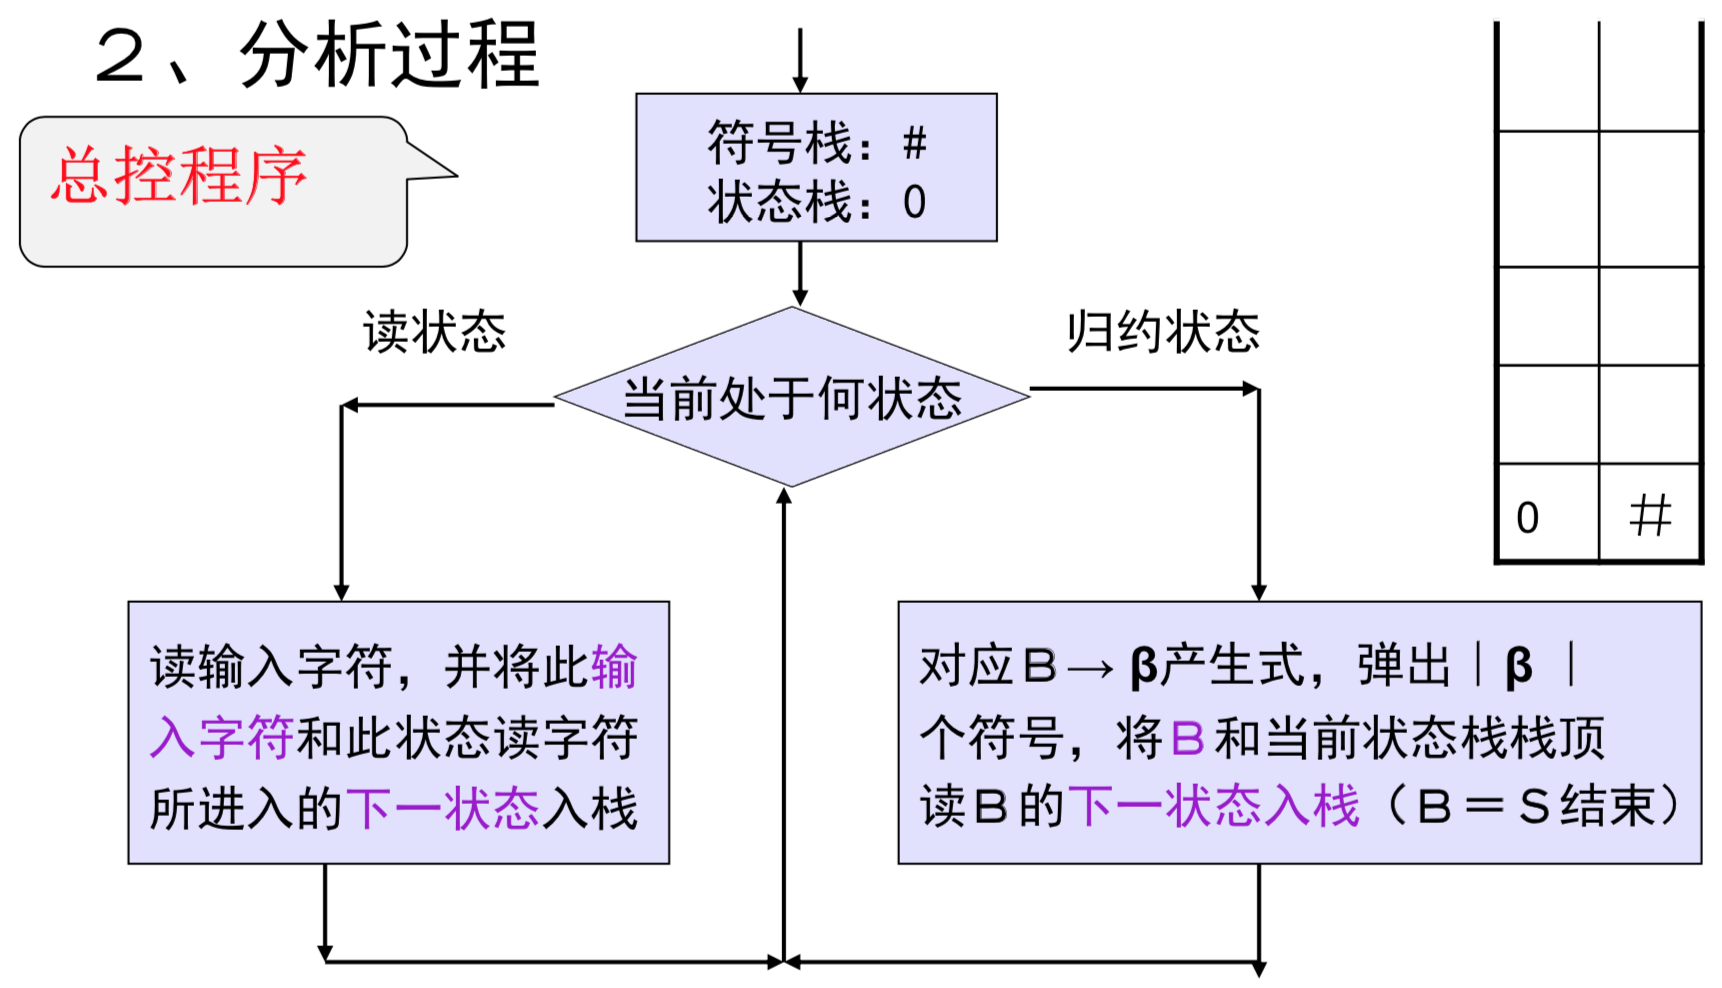 ２、分析过程
总控程序
符号栈：#
状态栈：0
读状态
归约状态
当前处于何状态
0
＃
读输入字符，并将此输
入字符和此状态读字符
所进入的下一状态入栈
对应Ｂ→β产生式，弹出｜β｜
个符号，将Ｂ和当前状态栈栈顶
读Ｂ的下一状态入栈（Ｂ＝Ｓ结束）